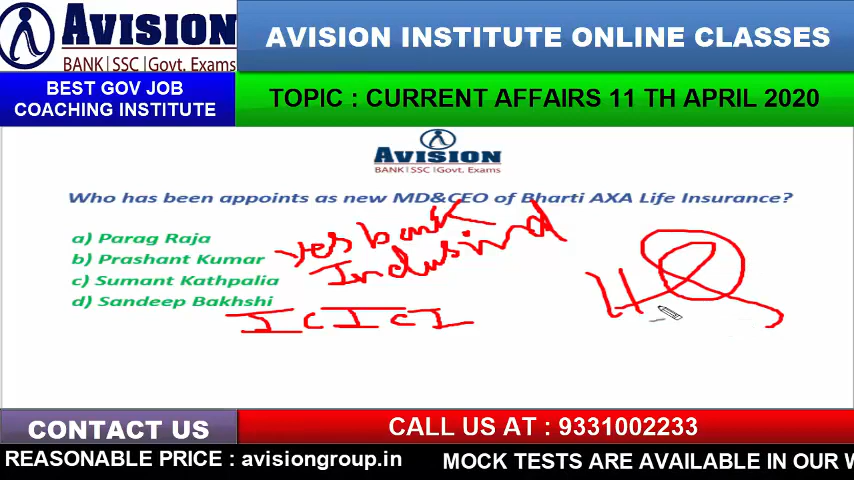 AVISION
BANK|SSC|Govt. Exams
AVISION INSTITUTE ONLINE CLASSES
BEST GOV JOB
COACHING INSTITUTE
TOPIC : CURRENT AFFAIRS 11 TH APRIL 2020
AVISION
BANK|SSC|Govt. Exams
Who has been appoints as new MD&CEO of Bharti AXA Life Insurance?
a) Parag Raja
b) Prashant Kumar
Yes bank
c) Sumant Kathpalia
Indusind
d) Sandeep Bakhshi
ICICI
HQ
CONTACT US
CALL US AT : 9331002233
REASONABLE PRICE : avisiongroup.in
MOCK TESTS ARE AVAILABLE IN OUR W